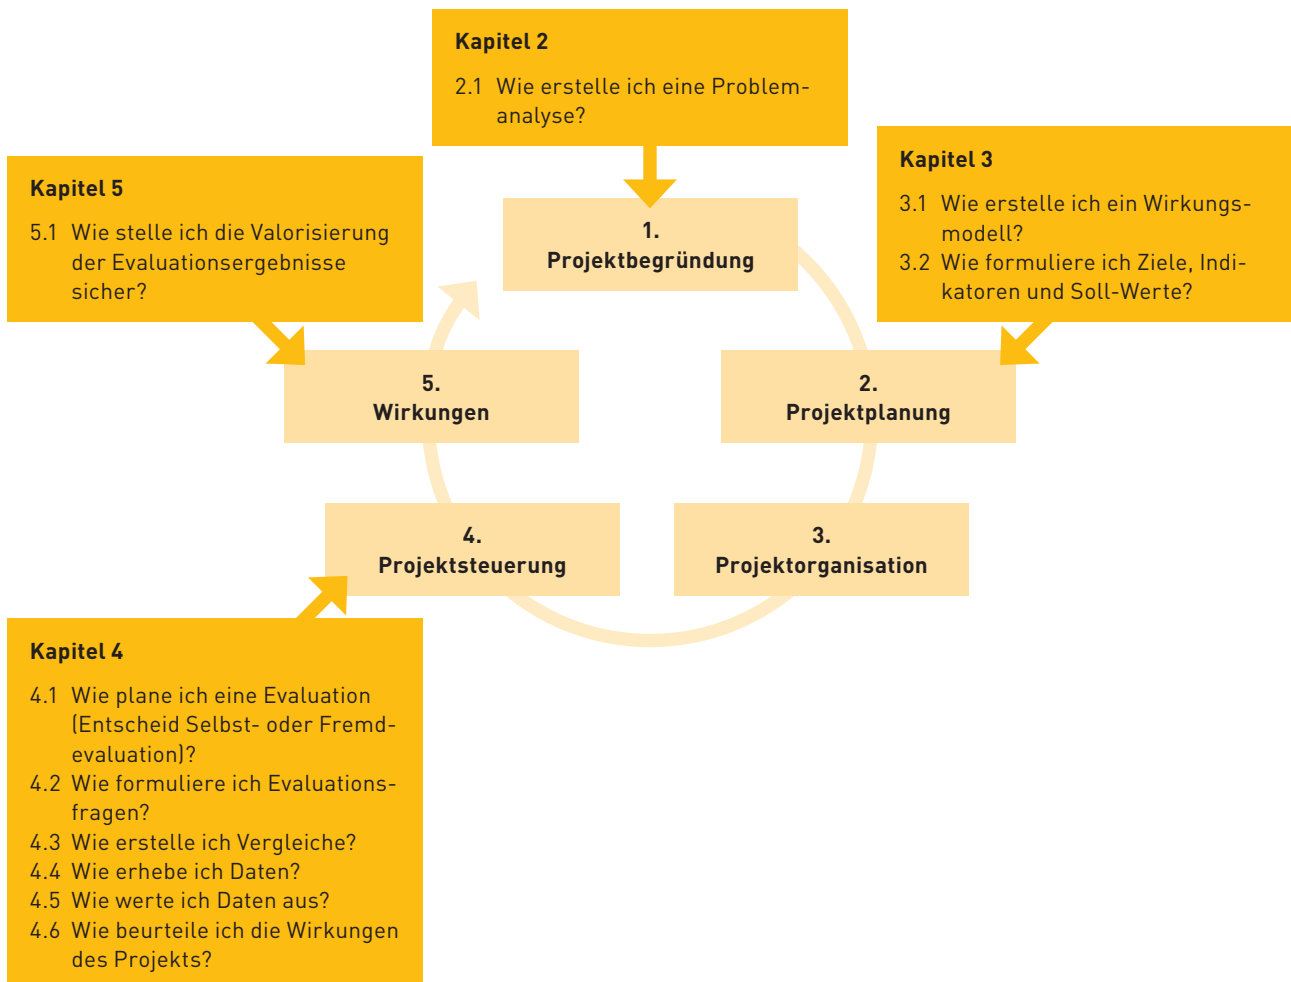 Kapitel 2
2.1 Wie erstelle ich eine Problem-
analyse?
Kapitel 3
3.1 Wie erstelle ich ein Wirkungs-
modell?
3.2 Wie formuliere ich Ziele, Indi-
katoren und Soll-Werte?
Kapitel 5
5.1 Wie stelle ich die Valorisierung
der Evaluationsergebnisse
sicher?
1.
Projektbegründung
2.
Projektplanung
3.
Projektorganisation
4.
Projektsteuerung
5.
Wirkungen
Kapitel 4
4.1 Wie plane ich eine Evaluation
(Entscheid Selbst- oder Fremd-
evaluation)?
4.2 Wie formuliere ich Evaluations-
fragen?
4.3 Wie erstelle ich Vergleiche?
4.4 Wie erhebe ich Daten?
4.5 Wie werte ich Daten aus?
4.6 Wie beurteile ich die Wirkungen
des Projekts?